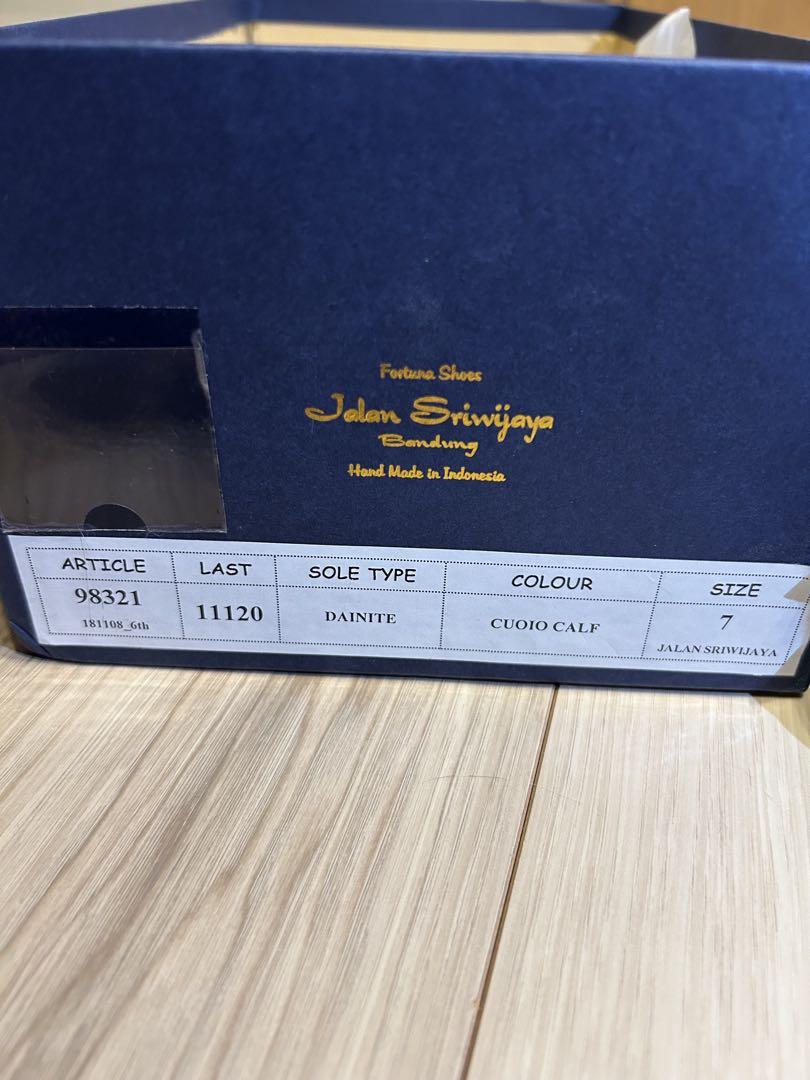 Fortuna Shoes
Jalan Sriwijaya
Bandung
Hand Made in Indonesia
ARTICLE LAST SOLE TYPE COLOUR SIZE
98321 11120 DAINITE CUOIO CALF 7
181108_6th JALAN SRIWIJAYA